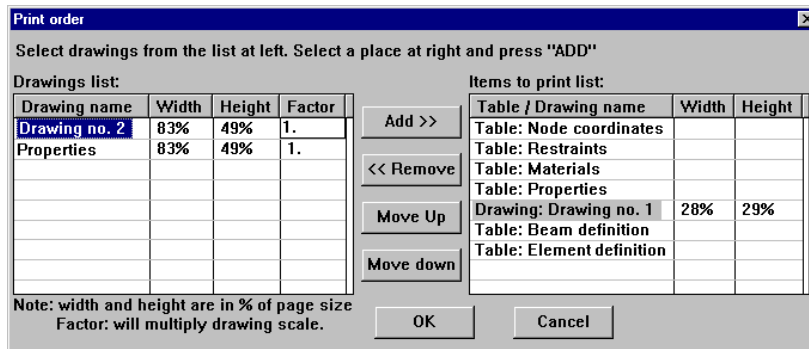 Print order
Select drawings from the list at left. Select a place at right and press "ADD"
Drawings list:
Drawing name Width Height Factor
Drawing no. 2 83% 49% 1.
Properties 83% 49% 1.
Add >>
<< Remove
Move Up
Move down
Items to print list:
Table / Drawing name Width Height
Table: Node coordinates
Table: Restraints
Table: Materials
Table: Properties
Drawing: Drawing no. 1 28% 29%
Table: Beam definition
Table: Element definition
Note: width and height are in % of page size
Factor: will multiply drawing scale.
OK
Cancel